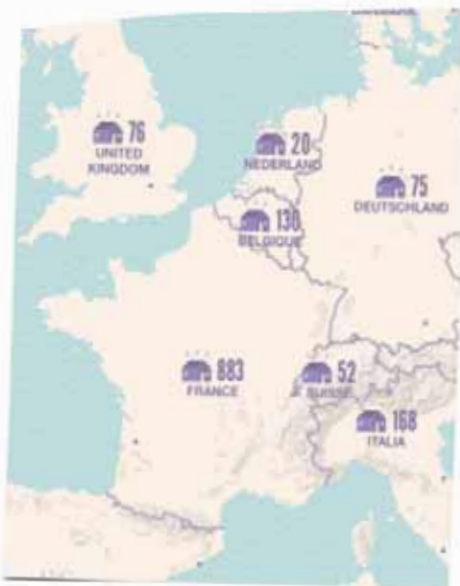 76
UNITED
KINGDOM
20
NEDERLAND
75
DEUTSCHLAND
130
BELGIQUE
883
FRANCE
52
SUISSE
168
ITALIA